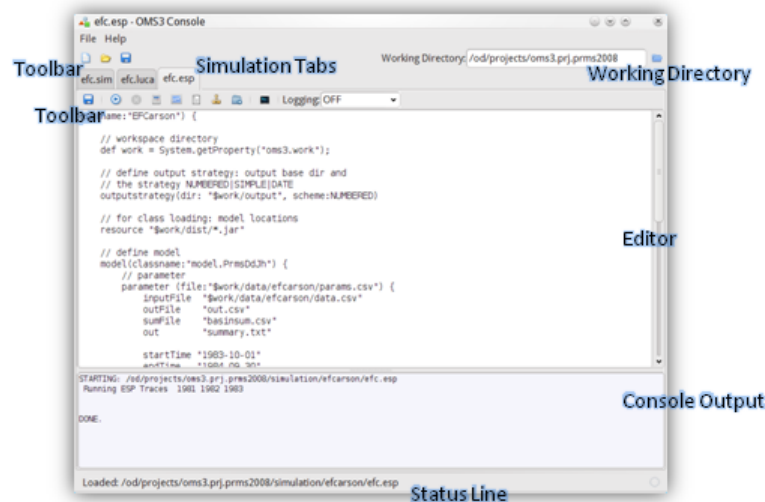 efc.esp - OMS3 Console
File Help
Working Directory: /od/projects/oms3.prj.prms2008
Toolbar
Simulation Tabs
Working Directory
efc.sim efc.luca efc.esp
Logging: OFF
Toolbar
name:"EFCarson") {
// workspace directory
def work = System.getProperty("oms3.work");
// define output strategy: output base dir and
// the strategy NUMBERED|SIMPLE|DATE
outputstrategy(dir: "$work/output", scheme:NUMBERED)
// for class loading: model locations
resource "$work/dist/*.jar"
Editor
// define model
model(classname:"model.PrmsDdJh") {
// parameter
parameter (file:"$work/data/efcarson/params.csv") {
inputFile "$work/data/efcarson/data.csv"
outFile "out.csv"
sumFile "basinsum.csv"
out "summary.txt"
startTime "1983-10-01"
endTime "1984-09-30"
STARTING: /od/projects/oms3.prj.prms2008/simulation/efcarson/efc.esp
Running ESP Traces 1981 1982 1983
Console Output
DONE.
Loaded: /od/projects/oms3.prj.prms2008/simulation/efcarson/efc.esp
Status Line